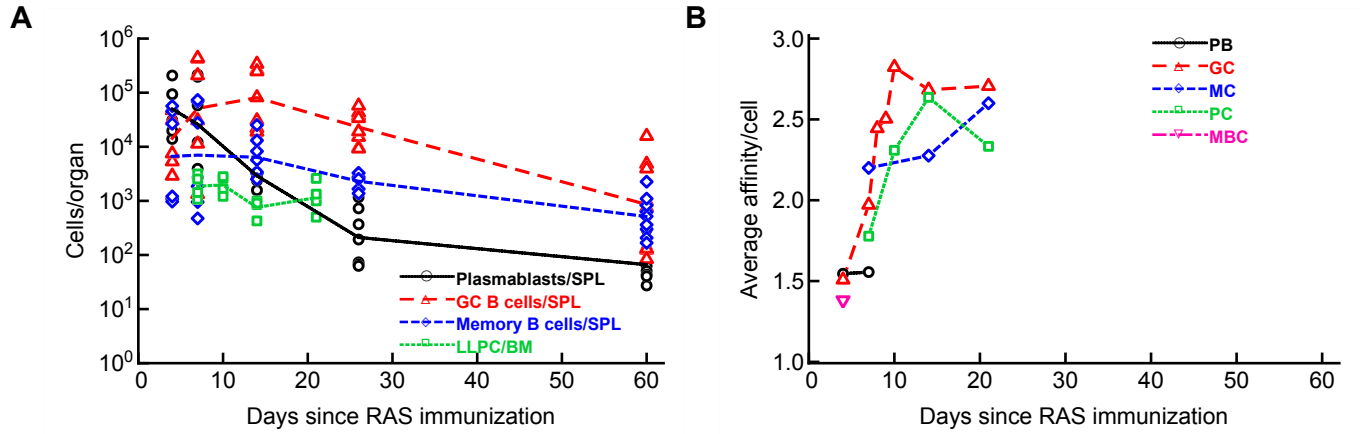 A
Cells/organ
10^6
10^5
10^4
10^3
10^2
10^1
10^0
0 10 20 30 40 50 60
Days since RAS immunization
Plasmablasts/SPL
GC B cells/SPL
Memory B cells/SPL
LLPC/BM
B
Average affinity/cell
3.0
2.5
2.0
1.5
1.0
0 10 20 30 40 50 60
Days since RAS immunization
PB
GC
MC
PC
MBC